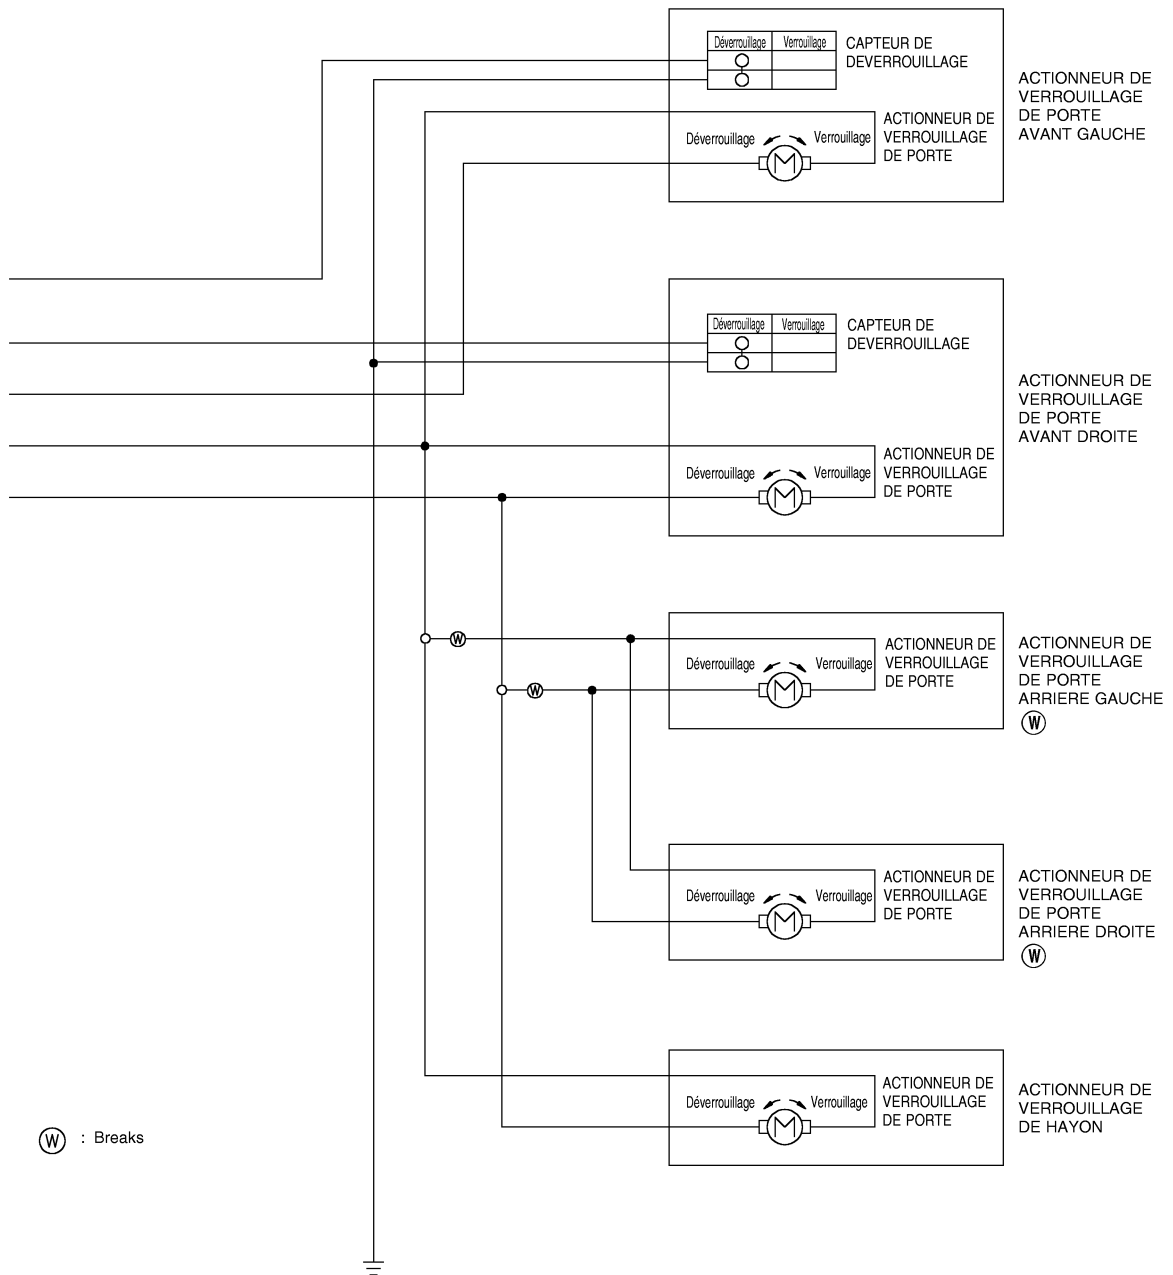 Déverrouillage Verrouillage
CAPTEUR DE
DEVERROUILLAGE
ACTIONNEUR DE
VERROUILLAGE
DE PORTE
AVANT GAUCHE
Déverrouillage Verrouillage
M
ACTIONNEUR DE
VERROUILLAGE
DE PORTE
Déverrouillage Verrouillage
CAPTEUR DE
DEVERROUILLAGE
ACTIONNEUR DE
VERROUILLAGE
DE PORTE
AVANT DROITE
Déverrouillage Verrouillage
M
ACTIONNEUR DE
VERROUILLAGE
DE PORTE
W
W
Déverrouillage Verrouillage
M
ACTIONNEUR DE
VERROUILLAGE
DE PORTE
ACTIONNEUR DE
VERROUILLAGE
DE PORTE
ARRIERE GAUCHE
W
Déverrouillage Verrouillage
M
ACTIONNEUR DE
VERROUILLAGE
DE PORTE
ACTIONNEUR DE
VERROUILLAGE
DE PORTE
ARRIERE DROITE
W
Déverrouillage Verrouillage
M
ACTIONNEUR DE
VERROUILLAGE
DE PORTE
ACTIONNEUR DE
VERROUILLAGE
DE HAYON
W : Breaks